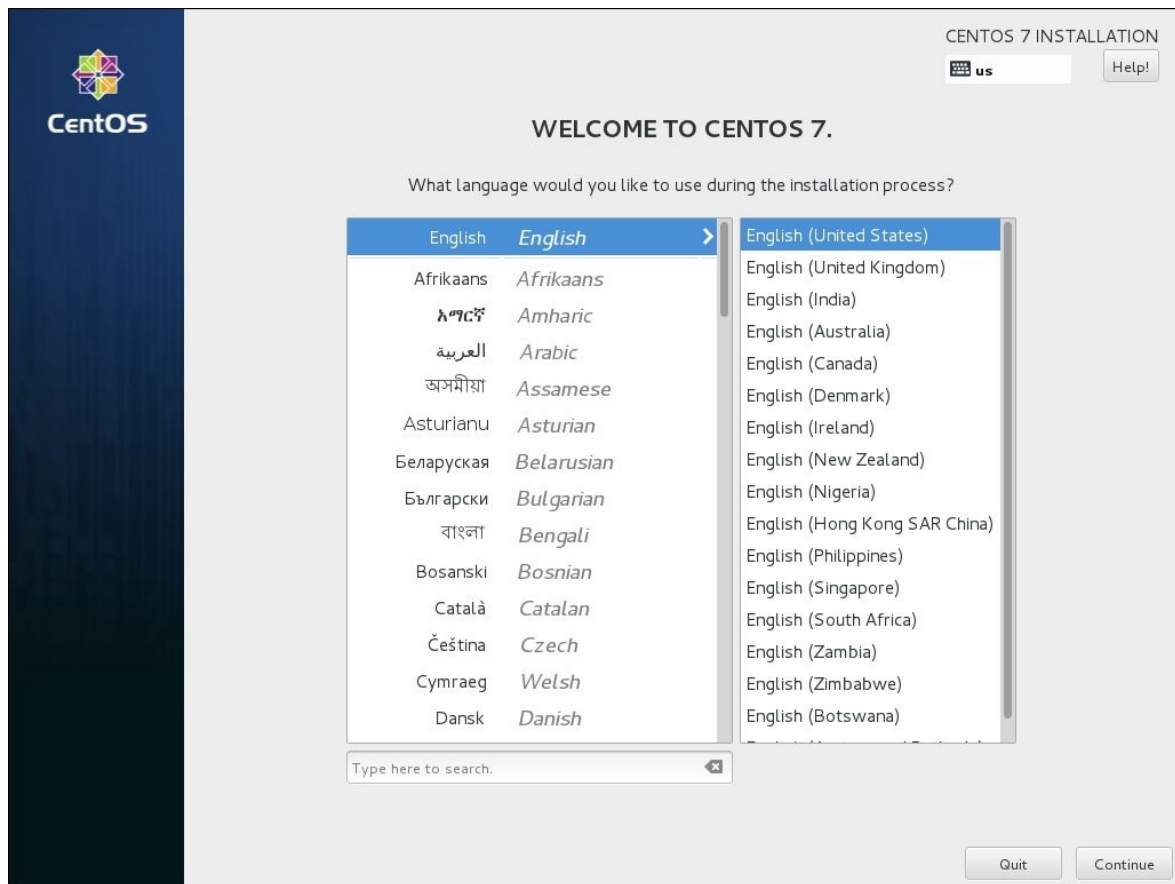 CentOS
CENTOS 7 INSTALLATION
us
Help!
WELCOME TO CENTOS 7.
What language would you like to use during the installation process?
English English
Afrikaans Afrikaans
አማርኛ Amharic
العربية Arabic
অসমীয়া Assamese
Asturianu Asturian
Беларуская Belarusian
Български Bulgarian
বাংলা Bengali
Bosanski Bosnian
Català Catalan
Čeština Czech
Cymraeg Welsh
Dansk Danish
Type here to search.
English (United States)
English (United Kingdom)
English (India)
English (Australia)
English (Canada)
English (Denmark)
English (Ireland)
English (New Zealand)
English (Nigeria)
English (Hong Kong SAR China)
English (Philippines)
English (Singapore)
English (South Africa)
English (Zambia)
English (Zimbabwe)
English (Botswana)
Quit
Continue